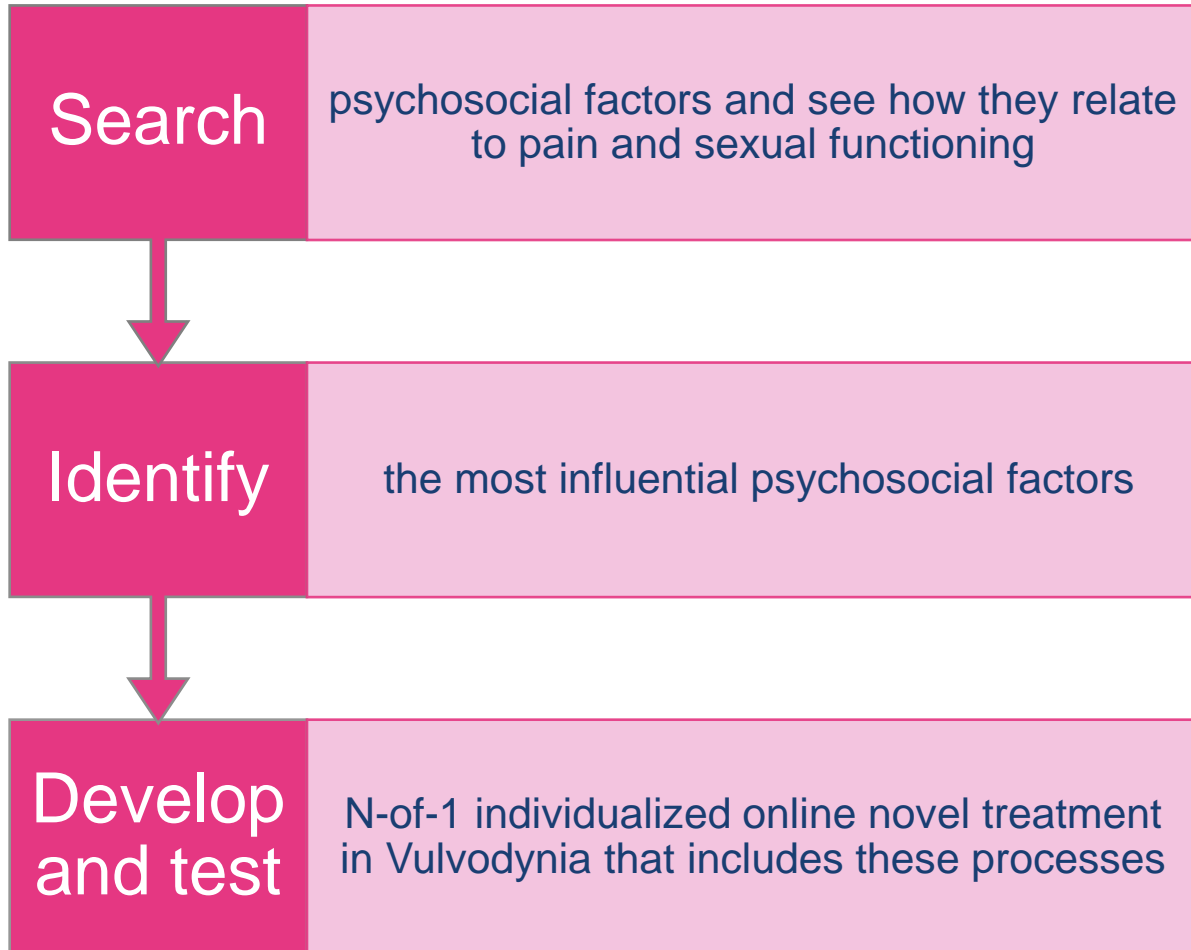 Search
psychosocial factors and see how they relate
to pain and sexual functioning
Identify
the most influential psychosocial factors
Develop
and test
N-of-1 individualized online novel treatment
in Vulvodynia that includes these processes